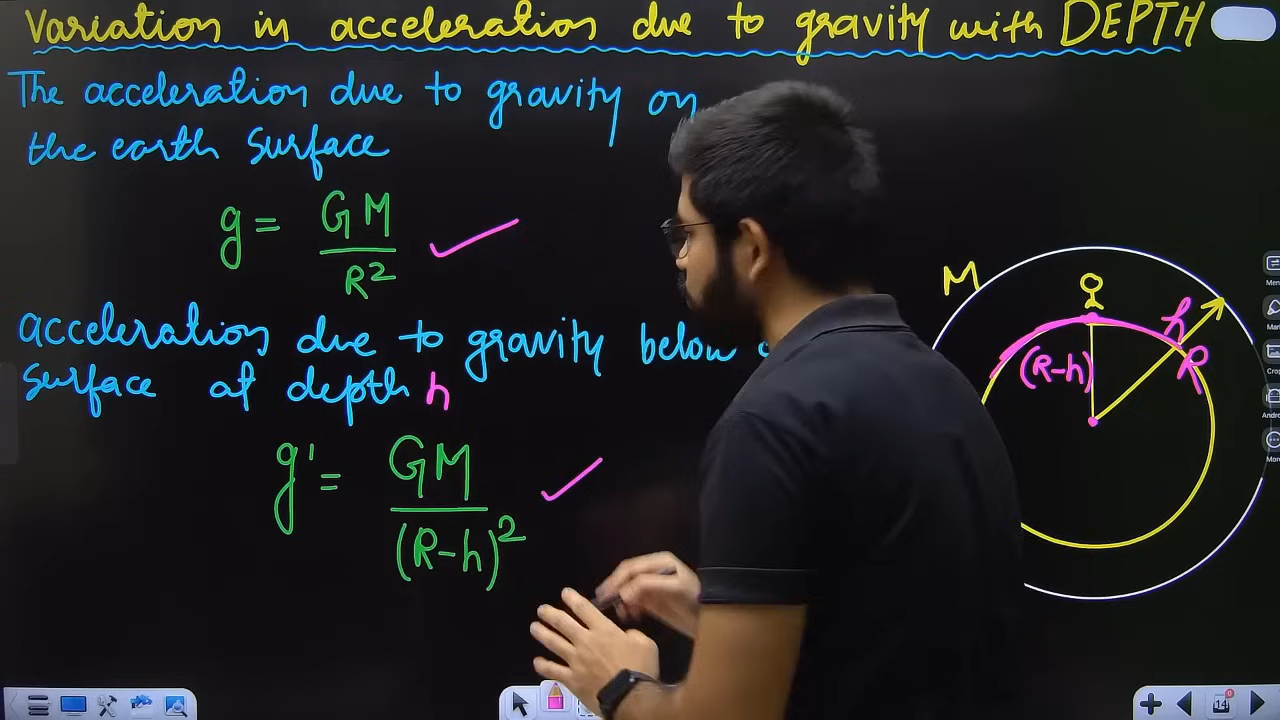 Variation in acceleration due to gravity with DEPTH
The acceleration due to gravity on
the earth surface
g = GM
R²
acceleration due to gravity below
surface at depth h
g' = GM
(R-h)²
M
h
(R-h)
R
14